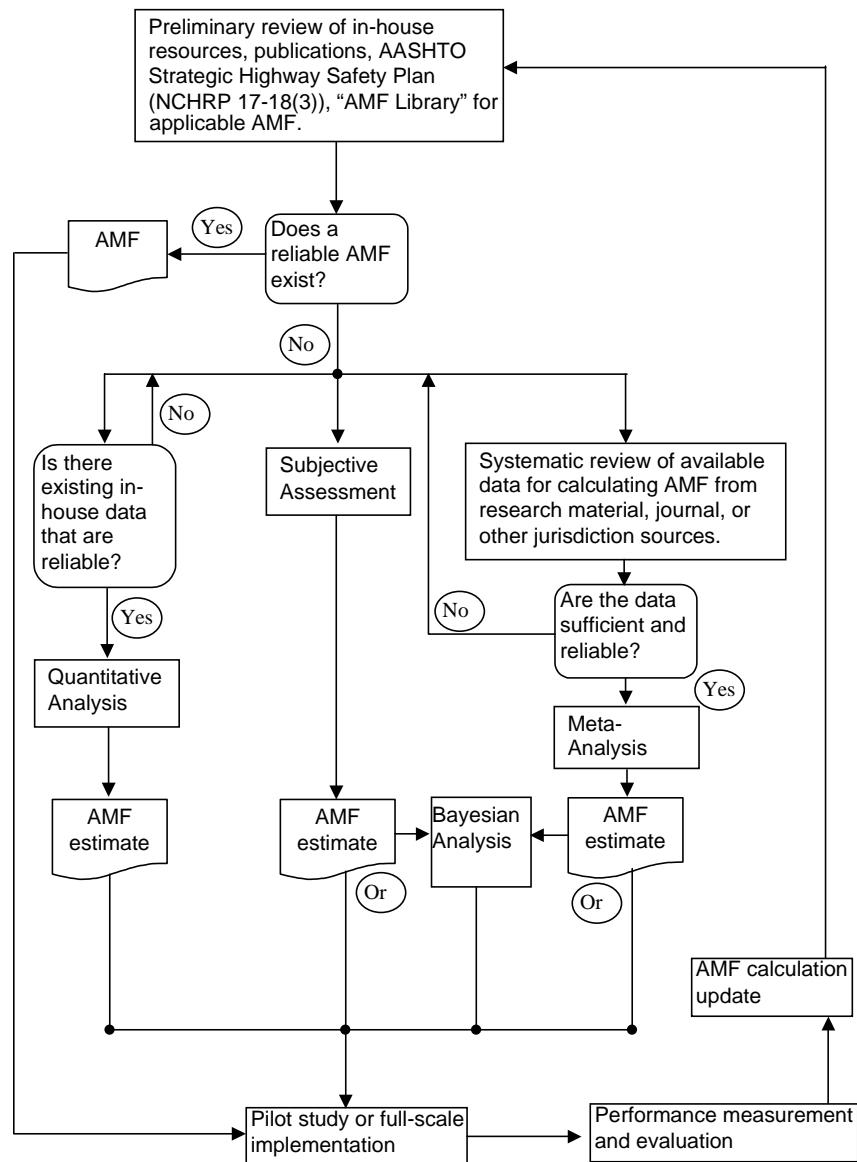 Preliminary review of in-house
resources, publications, AASHTO
Strategic Highway Safety Plan
(NCHRP 17-18(3)), “AMF Library” for
applicable AMF.
AMF
Yes
Does a
reliable AMF
exist?
No
No
Is there
existing in-
house data
that are
reliable?
Subjective
Assessment
Systematic review of available
data for calculating AMF from
research material, journal, or
other jurisdiction sources.
No
Are the data
sufficient and
reliable?
Yes
Yes
Quantitative
Analysis
Meta-
Analysis
AMF
estimate
AMF
estimate
Bayesian
Analysis
AMF
estimate
Or
Or
AMF calculation
update
Pilot study or full-scale
implementation
Performance measurement
and evaluation